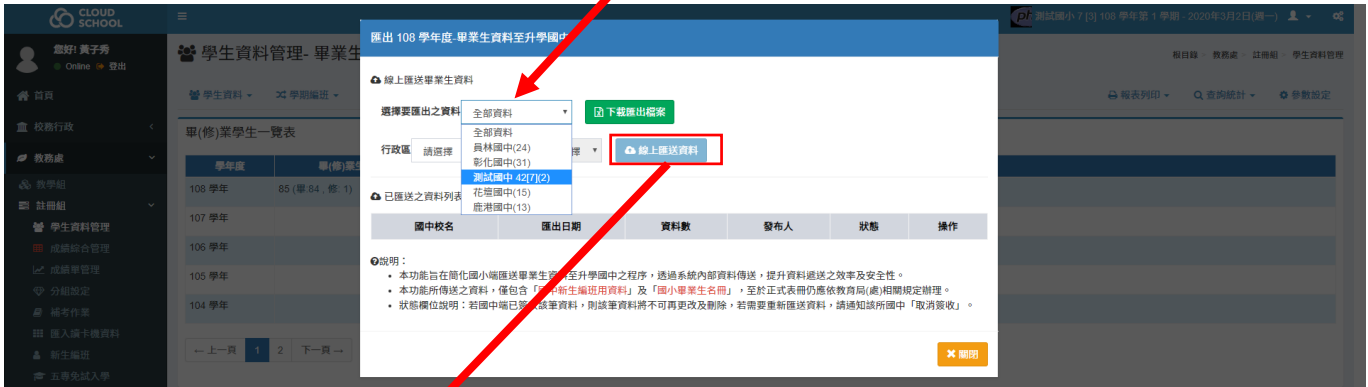 CLOUD
SCHOOL
測試國小 7 [3] 108 學年第 1 學期 - 2020年3月2日(週一)
您好! 黃子秀
Online 登出
首頁
校務行政
教務處
教學組
註冊組
學生資料管理
成績綜合管理
成績單管理
分組設定
補考作業
匯入讀卡機資料
新生編班
五專免試入學
學生資料管理- 畢業生
根目錄 教務處 註冊組 學生資料管理
學生資料 學期編班
報表列印 查詢統計 參數設定
畢(修)業學生一覽表
學年度 畢(修)業生
108 學年 85 (畢 84 , 修 1)
107 學年
106 學年
105 學年
104 學年
←上一頁 1 2 下一頁→
匯出 108 學年度-畢業生資料至升學國中
線上匯送畢業生資料
選擇要匯出之資料 全部資料 下載匯出檔案
全部資料
員林國中(24)
彰化國中(31)
測試國中 42[7](2)
花壇國中(15)
鹿港國中(13)
行政區 請選擇 擇 線上匯送資料
已匯送之資料列表
國中校名 匯出日期 資料數 發布人 狀態 操作
說明：
• 本功能旨在簡化國小端匯送畢業生資料至升學國中之程序，透過系統內部資料傳送，提升資料遞送之效率及安全性。
• 本功能所傳送之資料，僅包含「國中新生編班用資料」及「國小畢業生名冊」，至於正式表冊仍應依教育局(處)相關規定辦理。
• 狀態欄位說明：若國中端已簽收該筆資料，則該筆資料將不可再更改及刪除，若需要重新匯送資料，請通知該所國中「取消簽收」。
關閉